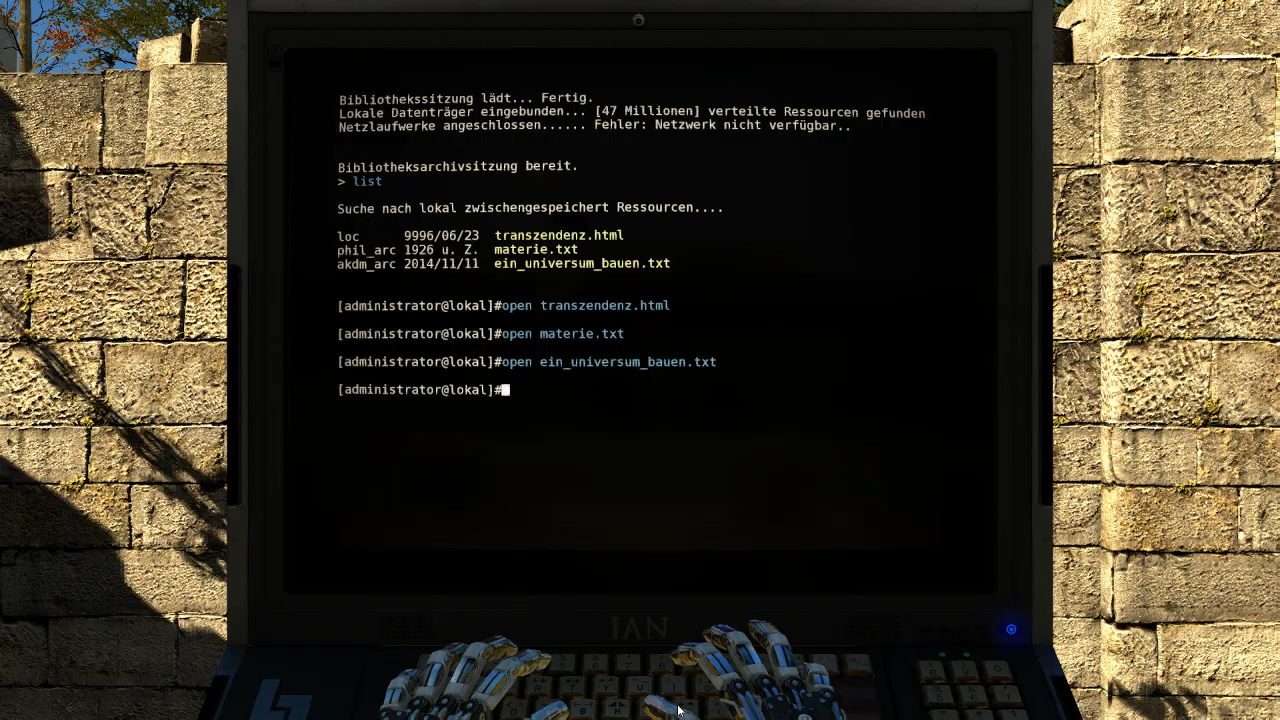 Bibliothekssitzung lädt... Fertig.
Lokale Datenträger eingebunden... [47 Millionen] verteilte Ressourcen gefunden
Netzlaufwerke angeschlossen...... Fehler: Netzwerk nicht verfügbar..
Bibliotheksarchivsitzung bereit.
> list
Suche nach lokal zwischengespeichert Ressourcen....
loc 9996/06/23 transzendenz.html
phil_arc 1926 u. Z. materie.txt
akdm_arc 2014/11/11 ein_universum_bauen.txt
[administrator@lokal]#open transzendenz.html
[administrator@lokal]#open materie.txt
[administrator@lokal]#open ein_universum_bauen.txt
[administrator@lokal]#
IAN